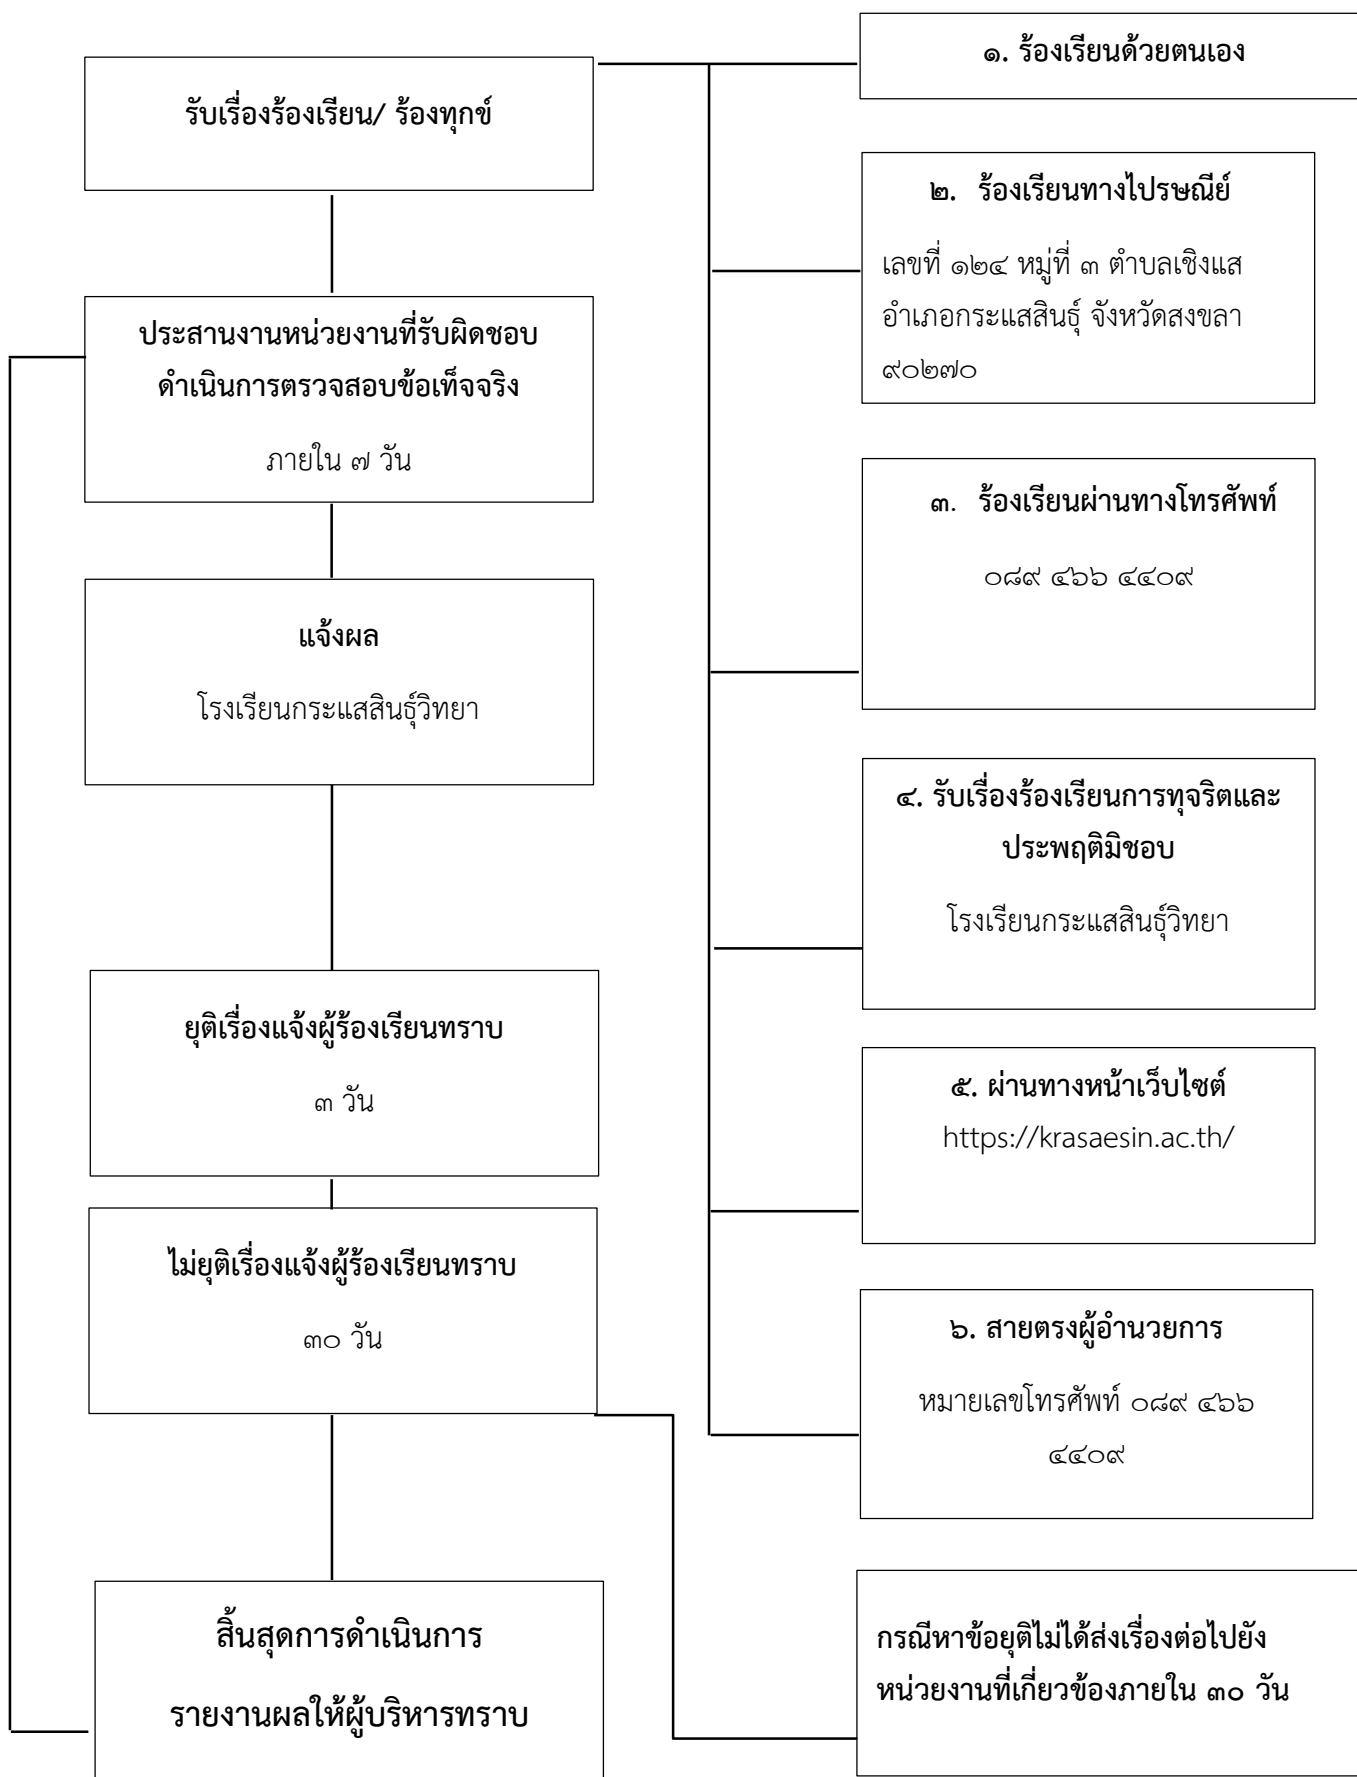 รับเรื่องร้องเรียน/ ร้องทุกข์
ประสานงานหน่วยงานที่รับผิดชอบ
ดำเนินการตรวจสอบข้อเท็จจริง
ภายใน ๗ วัน
แจ้งผล
โรงเรียนกระแสสินธุ์วิทยา
ยุติเรื่องแจ้งผู้ร้องเรียนทราบ
๓ วัน
ไม่ยุติเรื่องแจ้งผู้ร้องเรียนทราบ
๓๐ วัน
สิ้นสุดการดำเนินการ
รายงานผลให้ผู้บริหารทราบ
๑. ร้องเรียนด้วยตนเอง
๒. ร้องเรียนทางไปรษณีย์
เลขที่ ๑๒๔ หมู่ที่ ๓ ตำบลเชิงแส
อำเภอกระแสสินธุ์ จังหวัดสงขลา
๙๐๒๗๐
๓. ร้องเรียนผ่านทางโทรศัพท์
๐๘๙ ๔๖๖ ๔๔๐๙
๔. รับเรื่องร้องเรียนการทุจริตและ
ประพฤติมิชอบ
โรงเรียนกระแสสินธุ์วิทยา
๕. ผ่านทางหน้าเว็บไซต์
https://krasaesin.ac.th/
๖. สายตรงผู้อำนวยการ
หมายเลขโทรศัพท์ ๐๘๙ ๔๖๖
๔๔๐๙
กรณีหาข้อยุติไม่ได้ส่งเรื่องต่อไปยัง
หน่วยงานที่เกี่ยวข้องภายใน ๓๐ วัน